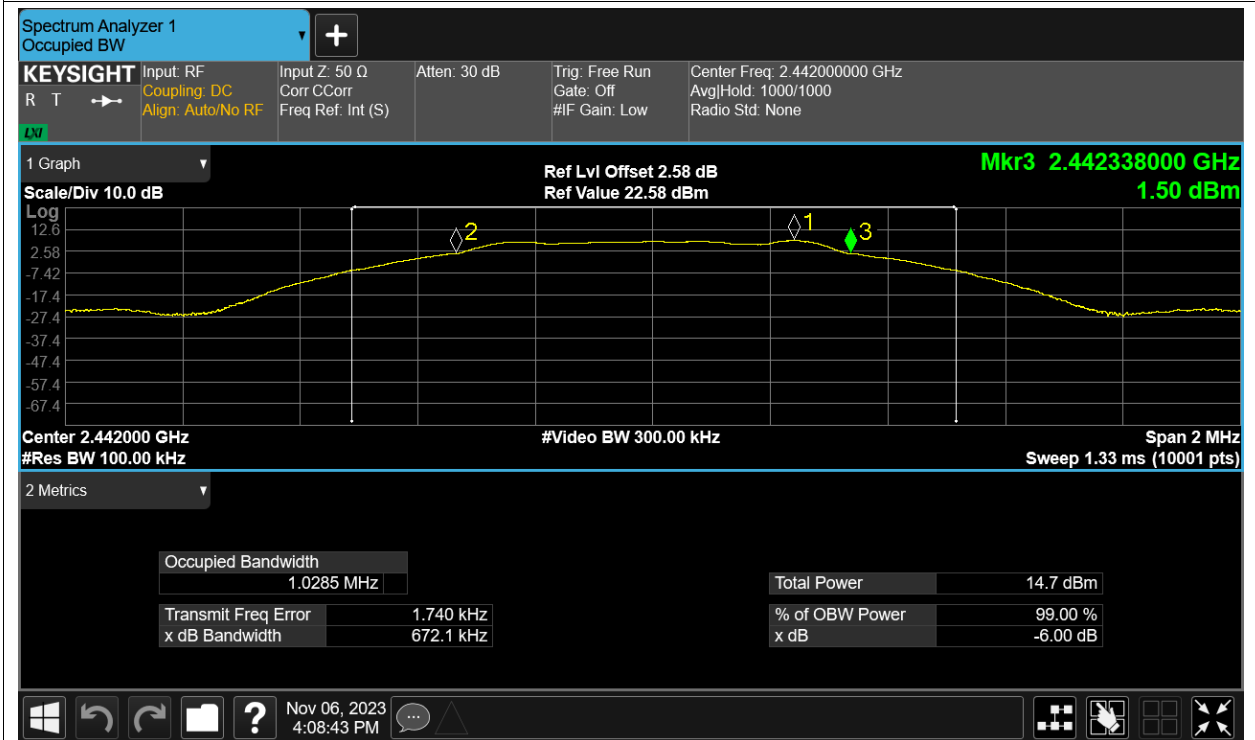 Spectrum Analyzer 1
Occupied BW
+
KEYSIGHT Input: RF Input Z: 50 Ω Atten: 30 dB Trig: Free Run Center Freq: 2.442000000 GHz
R T Coupling: DC Corr CCorr Gate: Off Avg|Hold: 1000/1000
Align: Auto/No RF Freq Ref: Int (S) #IF Gain: Low Radio Std: None
LXI
1 Graph Ref Lvl Offset 2.58 dB Mkr3 2.442338000 GHz
Scale/Div 10.0 dB Ref Value 22.58 dBm 1.50 dBm
Log
12.6
2.58
-7.42
-17.4
-27.4
-37.4
-47.4
-57.4
-67.4
2 1 3
Center 2.442000 GHz #Video BW 300.00 kHz Span 2 MHz
#Res BW 100.00 kHz Sweep 1.33 ms (10001 pts)
2 Metrics
Occupied Bandwidth
1.0285 MHz Total Power 14.7 dBm
Transmit Freq Error 1.740 kHz % of OBW Power 99.00 %
x dB Bandwidth 672.1 kHz x dB -6.00 dB
? Nov 06, 2023
4:08:43 PM